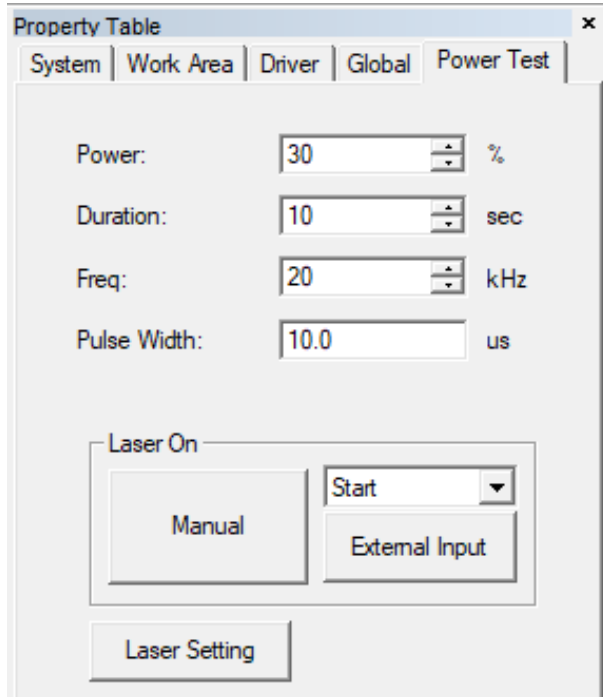 Property Table
System Work Area Driver Global Power Test
Power: 30 %
Duration: 10 sec
Freq: 20 kHz
Pulse Width: 10.0 us
Laser On
Start
Manual
External Input
Laser Setting